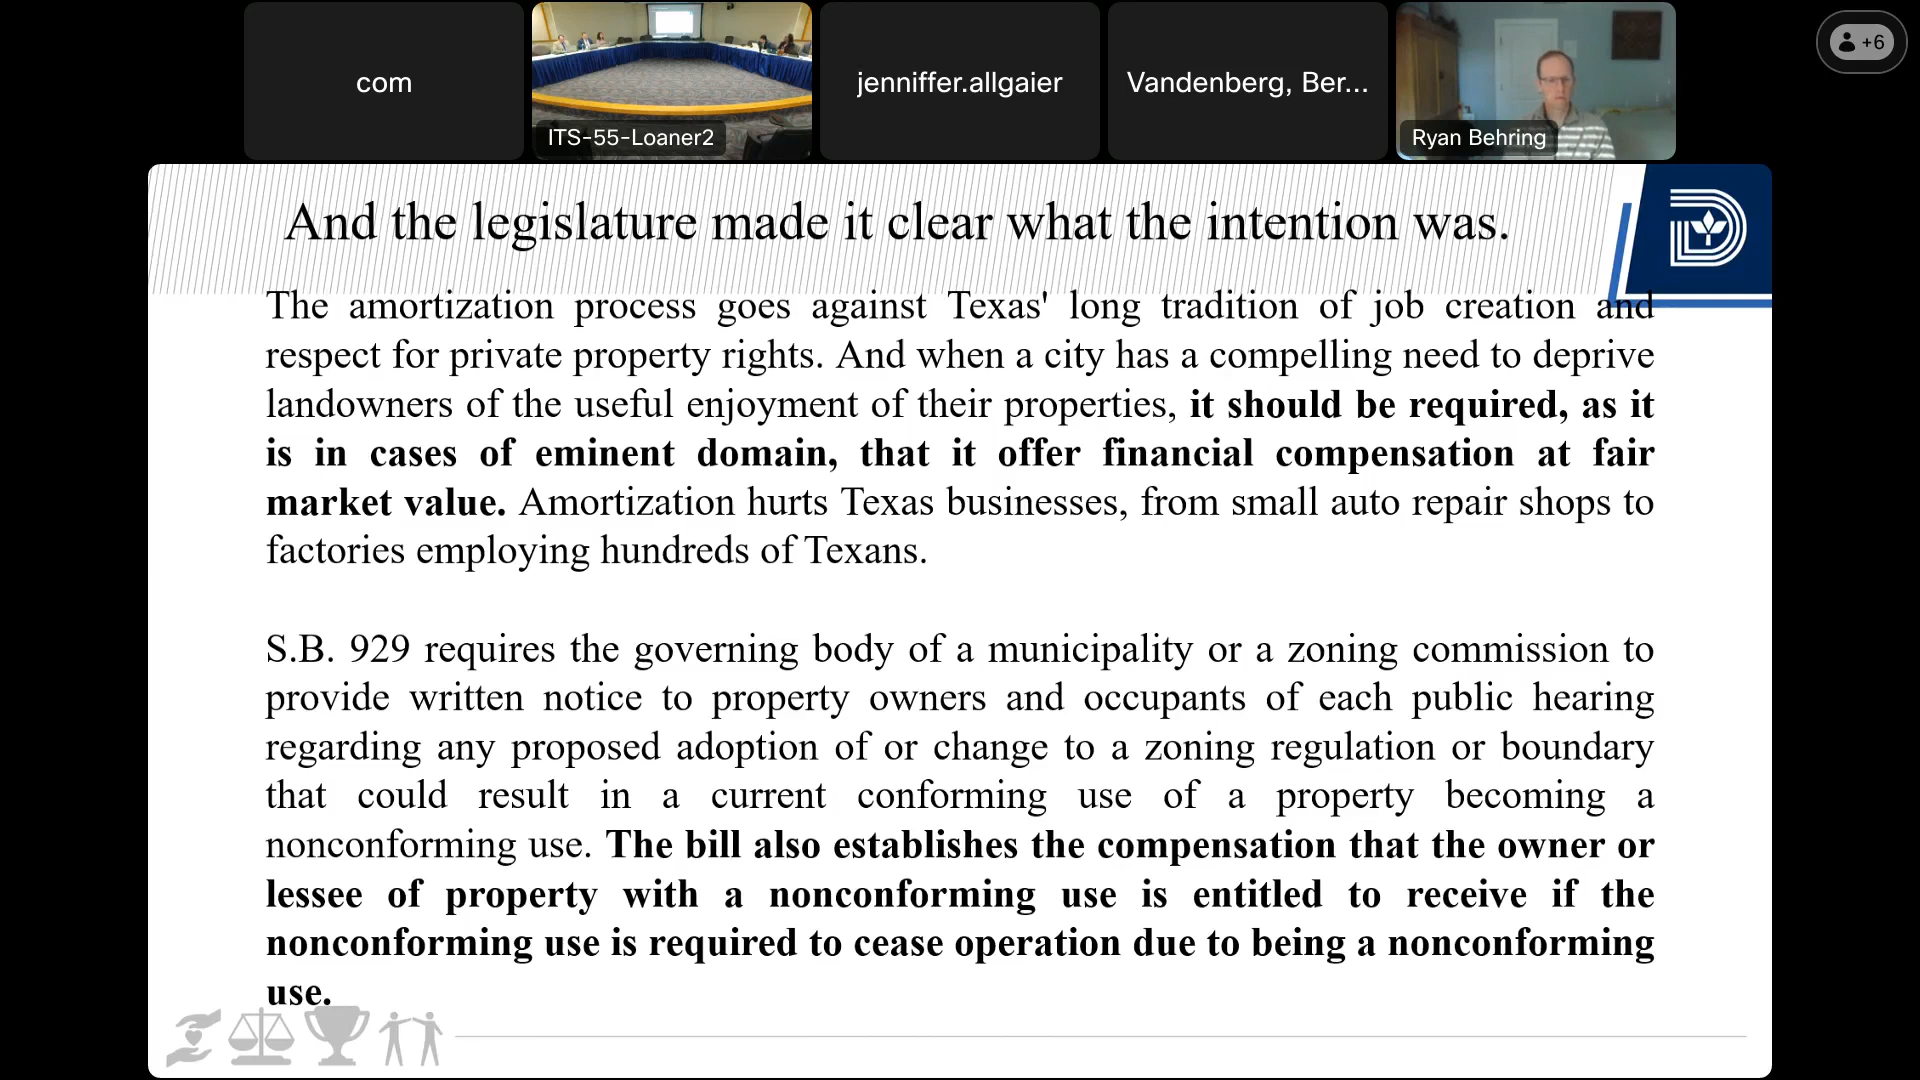 com
ITS-55-Loaner2
jenniffer.allgaier
Vandenberg, Ber...
Ryan Behring
+6
And the legislature made it clear what the intention was.
The amortization process goes against Texas' long tradition of job creation and
respect for private property rights. And when a city has a compelling need to deprive
landowners of the useful enjoyment of their properties, it should be required, as it
is in cases of eminent domain, that it offer financial compensation at fair
market value. Amortization hurts Texas businesses, from small auto repair shops to
factories employing hundreds of Texans.
S.B. 929 requires the governing body of a municipality or a zoning commission to
provide written notice to property owners and occupants of each public hearing
regarding any proposed adoption of or change to a zoning regulation or boundary
that could result in a current conforming use of a property becoming a
nonconforming use. The bill also establishes the compensation that the owner or
lessee of property with a nonconforming use is entitled to receive if the
nonconforming use is required to cease operation due to being a nonconforming
use.